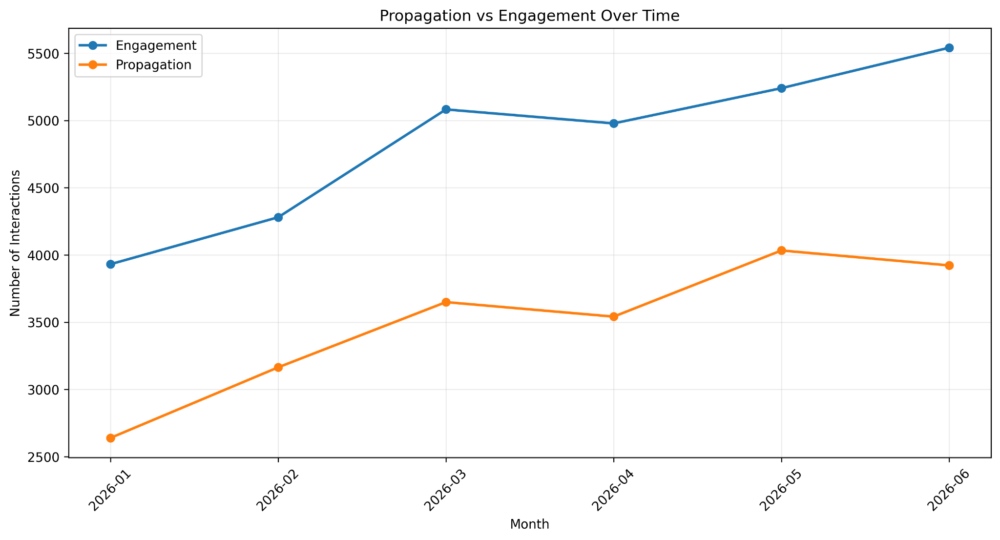 Propagation vs Engagement Over Time
Engagement
Propagation
5500
5000
4500
4000
3500
3000
2500
Number of Interactions
2026-01
2026-02
2026-03
2026-04
2026-05
2026-06
Month